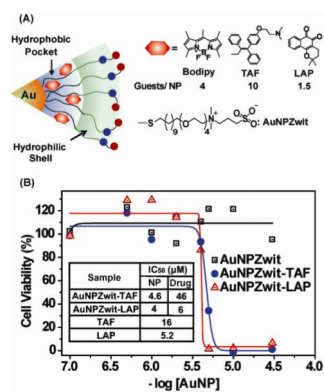 (A)
Hydrophobic
Pocket
Au
Hydrophilic
Shell
=
N B N
F F
Bodipy TAF LAP
Guests/ NP 4 10 1.5
S ( )9 O ( )4 N+ SO3- : AuNPZwit
(B)
Cell Viability (%)
120
100
80
60
40
20
0
AuNPZwit
AuNPZwit-TAF
AuNPZwit-LAP
Sample IC50 (μM)
NP Drug
AuNPZwit-TAF 4.6 46
AuNPZwit-LAP 4 6
TAF 16
LAP 5.2
7.0 6.5 6.0 5.5 5.0 4.5 4.0
- log [AuNP]